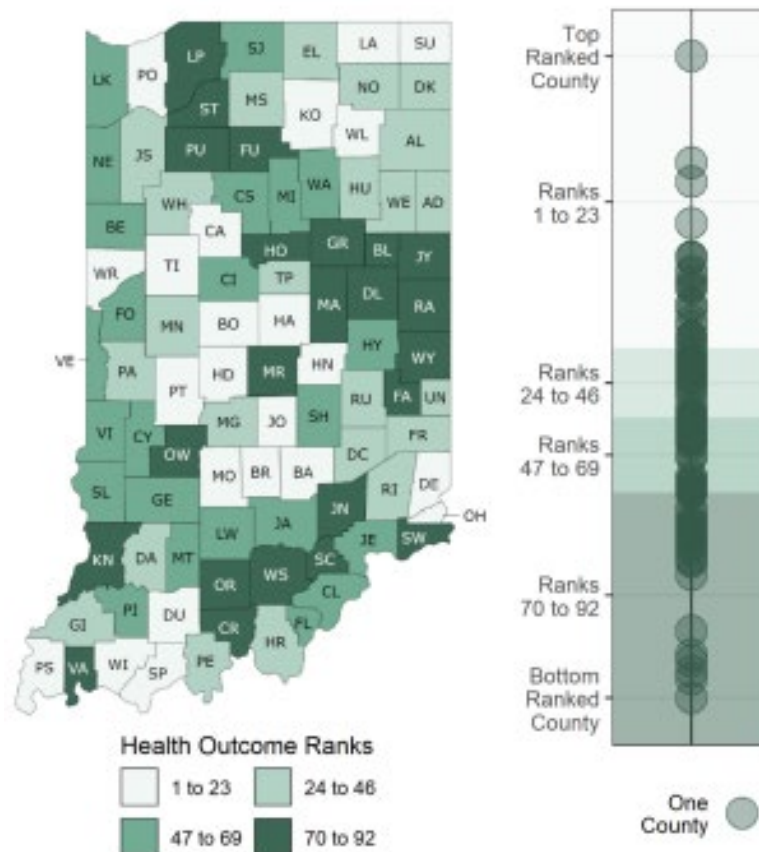 LP
SJ
EL
LA
SU
LK
PO
ST
MS
NO
DK
KO
PU
FU
WL
NE
JS
AL
WH
CS
MI
WA
HU
WE
AD
BE
CA
HO
GR
BL
JY
WR
TI
CI
TP
FO
MA
DL
RA
MN
BO
HA
VE
PA
HD
MR
HN
HY
WY
PT
RU
FA
UN
VI
CY
MG
JO
SH
FR
OW
DC
SL
MO
BR
BA
RI
DE
GE
JN
OH
LW
JA
JE
SW
KN
DA
MT
SC
OR
WS
CL
GI
PI
DU
CR
FL
HR
PS
VA
WI
SP
PE
Health Outcome Ranks
1 to 23
24 to 46
47 to 69
70 to 92
Top
Ranked
County
Ranks
1 to 23
Ranks
24 to 46
Ranks
47 to 69
Ranks
70 to 92
Bottom
Ranked
County
One
County